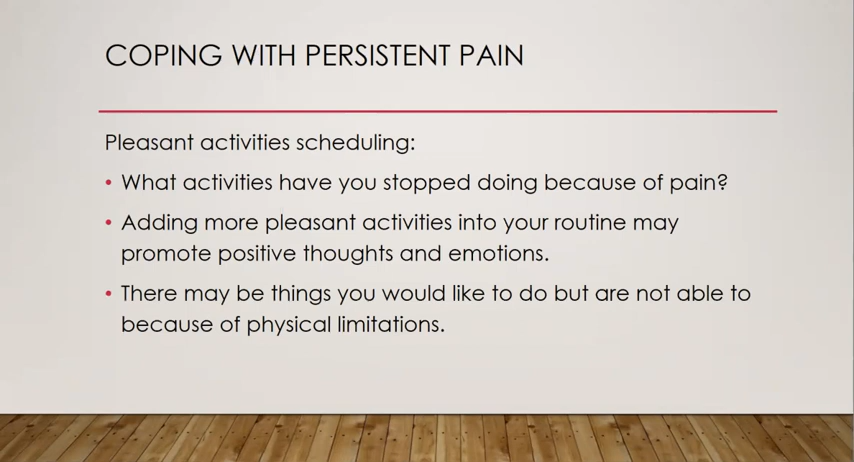 COPING WITH PERSISTENT PAIN
Pleasant activities scheduling:
• What activities have you stopped doing because of pain?
• Adding more pleasant activities into your routine may
promote positive thoughts and emotions.
• There may be things you would like to do but are not able to
because of physical limitations.